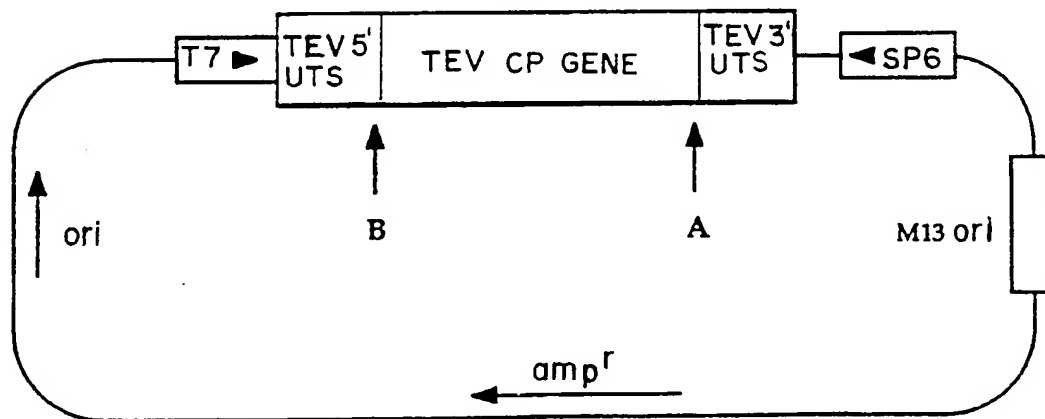 T7
TEV 5'
UTS
TEV CP GENE
TEV 3'
UTS
SP6
B
A
ori
M13 ori
amp^r